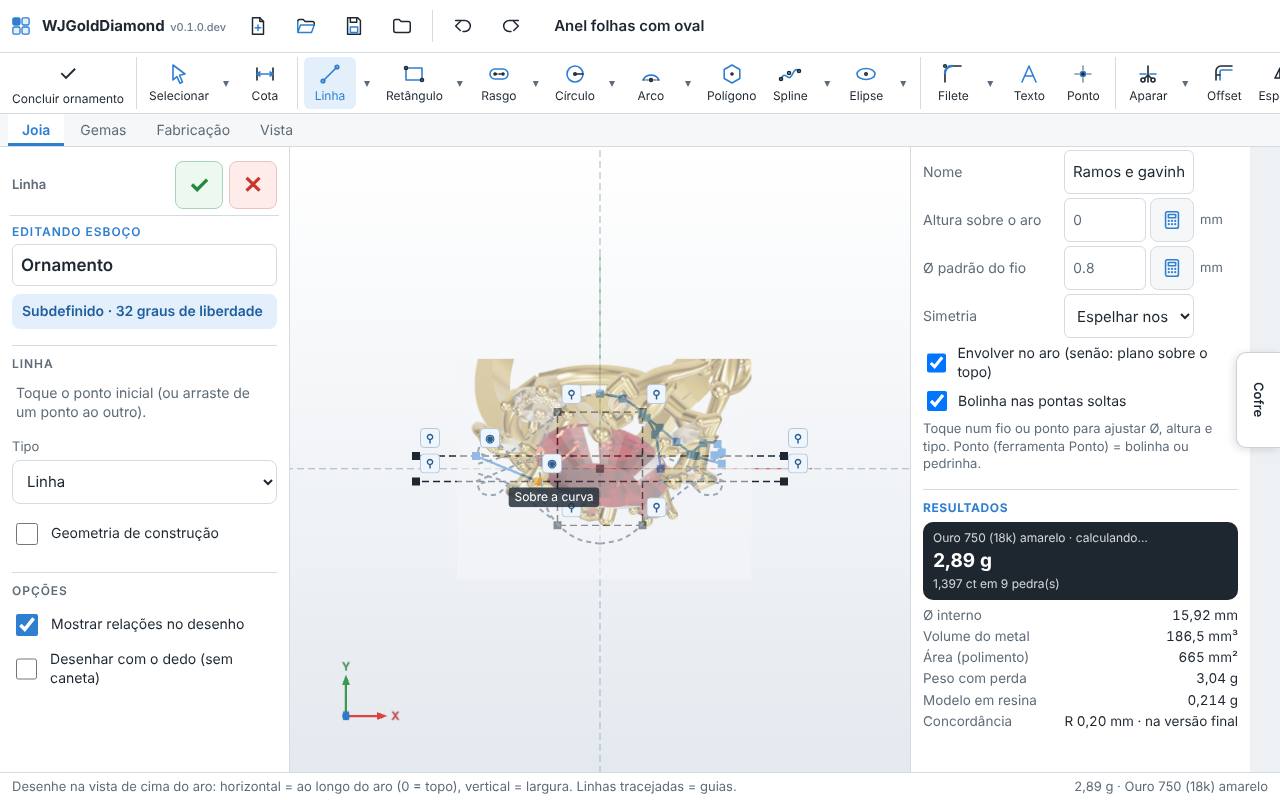 WJGoldDiamond v0.1.0.dev
Anel folhas com oval
Concluir ornamento
Selecionar
Cota
Linha
Retângulo
Rasgo
Círculo
Arco
Polígono
Spline
Elipse
Filete
Texto
Ponto
Aparar
Offset
Esp
Joia
Gemas
Fabricação
Vista
Linha
EDITANDO ESBOÇO
Ornamento
Subdefinido · 32 graus de liberdade
LINHA
Toque o ponto inicial (ou arraste de
um ponto ao outro).
Tipo
Linha
Geometria de construção
OPÇÕES
Mostrar relações no desenho
Desenhar com o dedo (sem
caneta)
Sobre a curva
Y
X
Nome
Ramos e gavinh
Altura sobre o aro
0
mm
Ø padrão do fio
0.8
mm
Simetria
Espelhar nos
Envolver no aro (senão: plano sobre o
topo)
Bolinha nas pontas soltas
Toque num fio ou ponto para ajustar Ø, altura e
tipo. Ponto (ferramenta Ponto) = bolinha ou
pedrinha.
RESULTADOS
Ouro 750 (18k) amarelo · calculando...
2,89 g
1,397 ct em 9 pedra(s)
Ø interno 15,92 mm
Volume do metal 186,5 mm³
Área (polimento) 665 mm²
Peso com perda 3,04 g
Modelo em resina 0,214 g
Concordância R 0,20 mm · na versão final
Cofre
Desenhe na vista de cima do aro: horizontal = ao longo do aro (0 = topo), vertical = largura. Linhas tracejadas = guias.
2,89 g · Ouro 750 (18k) amarelo